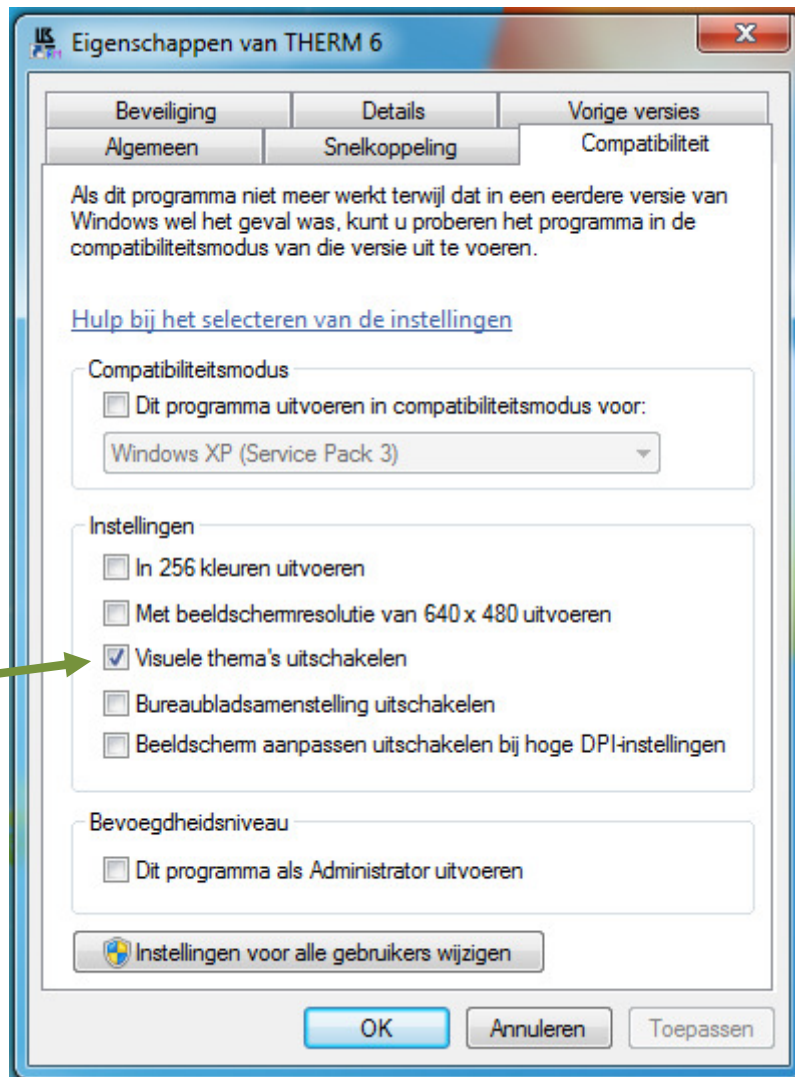 Eigenschappen van THERM 6
Beveiliging Details Vorige versies
Algemeen Snelkoppeling Compatibiliteit
Als dit programma niet meer werkt terwijl dat in een eerdere versie van
Windows wel het geval was, kunt u proberen het programma in de
compatibiliteitsmodus van die versie uit te voeren.
Hulp bij het selecteren van de instellingen
Compatibiliteitsmodus
Dit programma uitvoeren in compatibiliteitsmodus voor:
Windows XP (Service Pack 3)
Instellingen
In 256 kleuren uitvoeren
Met beeldschermresolutie van 640 x 480 uitvoeren
Visuele thema's uitschakelen
Bureaubladsamenstelling uitschakelen
Beeldscherm aanpassen uitschakelen bij hoge DPI-instellingen
Bevoegdheidsniveau
Dit programma als Administrator uitvoeren
Instellingen voor alle gebruikers wijzigen
OK Annuleren Toepassen